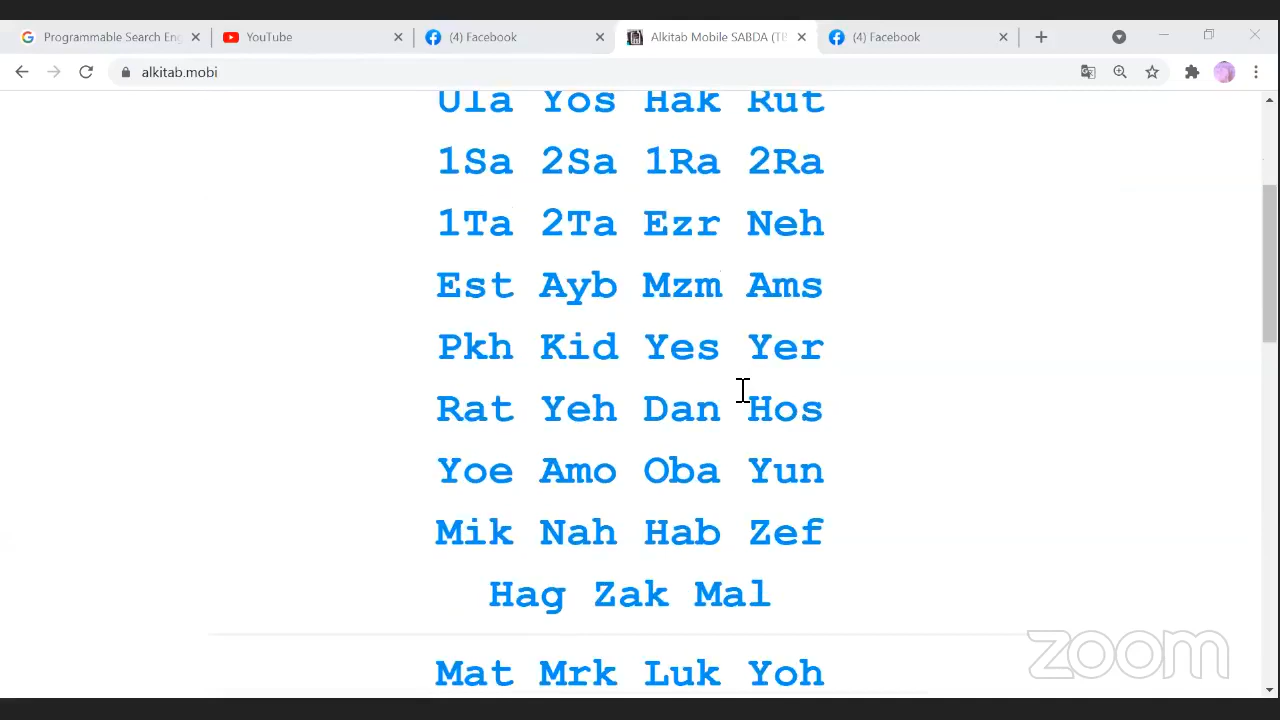 Programmable Search Eng YouTube (4) Facebook Alkitab Mobile SABDA (TB (4) Facebook
alkitab.mobi
Ula Yos Hak Rut
1Sa 2Sa 1Ra 2Ra
1Ta 2Ta Ezr Neh
Est Ayb Mzm Ams
Pkh Kid Yes Yer
Rat Yeh Dan Hos
Yoe Amo Oba Yun
Mik Nah Hab Zef
Hag Zak Mal
Mat Mrk Luk Yoh
zoom